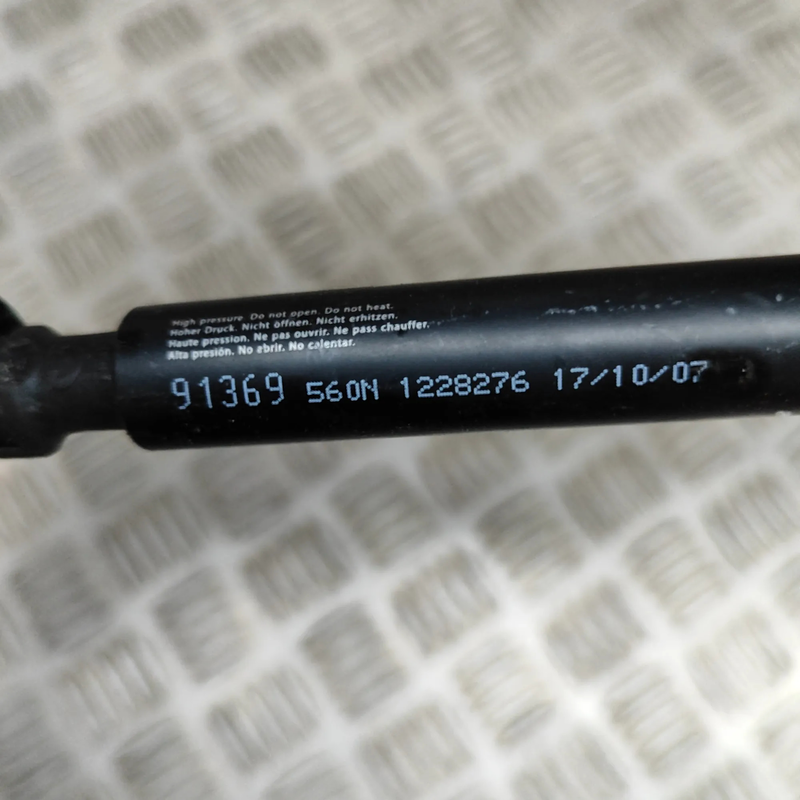 High pressure. Do not open. Do not heat.
Hoher Druck. Nicht öffnen. Nicht erhitzen.
Haute pression. Ne pas ouvrir. Ne pass chauffer.
Alta presión. No abrir. No calentar.
91369 560N 1228276 17/10/07